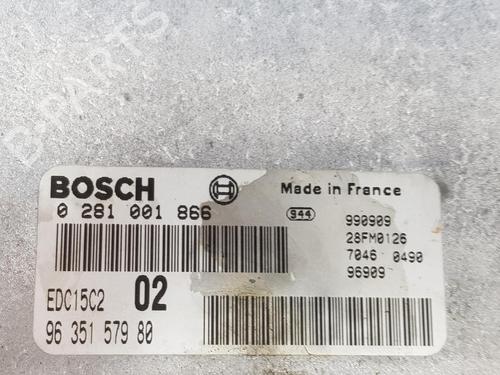 B-PARTS
BOSCH
Made in France
0 281 001 866
944
990909
28FM0126
7046 0490
96909
EDC15C2 02
96 351 579 80